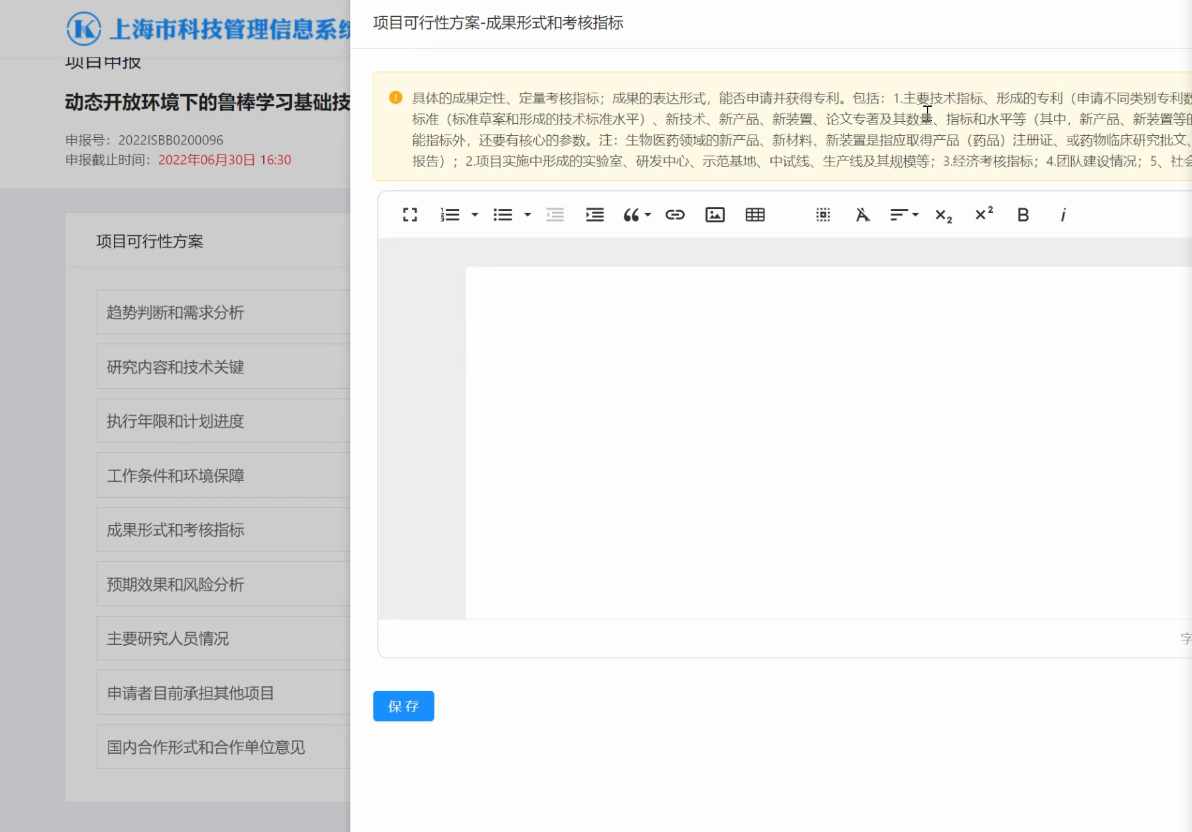 上海市科技管理信息系统
项目申报
动态开放环境下的鲁棒学习基础技
申报号：2022ISBB0200096
申报截止时间：2022年06月30日 16:30
项目可行性方案
趋势判断和需求分析
研究内容和技术关键
执行年限和计划进度
工作条件和环境保障
成果形式和考核指标
预期效果和风险分析
主要研究人员情况
申请者目前承担其他项目
国内合作形式和合作单位意见
项目可行性方案-成果形式和考核指标
具体的成果定性、定量考核指标；成果的表达形式，能否申请并获得专利。包括：1.主要技术指标、形成的专利（申请不同类别专利数
标准（标准草案和形成的技术标准水平）、新技术、新产品、新装置、论文专著及其数量、指标和水平等（其中，新产品、新装置等的
能指标外，还要有核心的参数。注：生物医药领域的新产品、新材料、新装置是指应取得产品（药品）注册证、或药物临床研究批文、
报告）；2.项目实施中形成的实验室、研发中心、示范基地、中试线、生产线及其规模等；3.经济考核指标；4.团队建设情况；5、社会
字
保 存